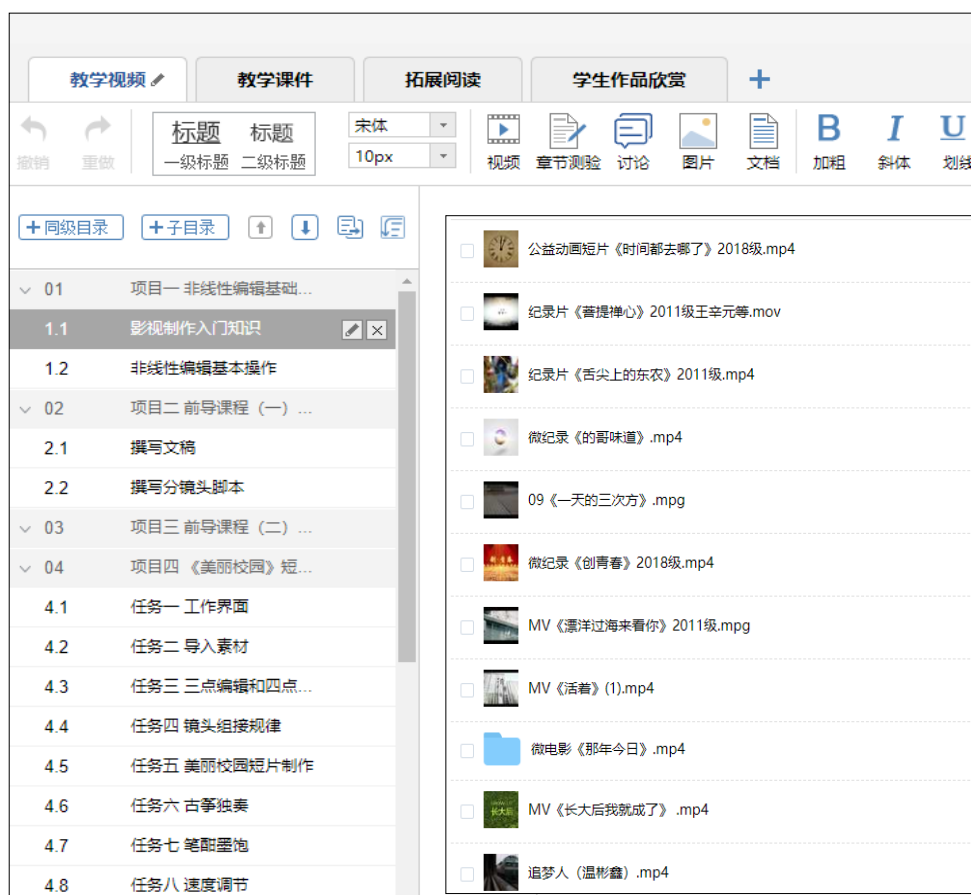 教学视频
教学课件
拓展阅读
学生作品欣赏
撤销
重做
标题
一级标题
标题
二级标题
宋体
10px
视频
章节测验
讨论
图片
文档
B
加粗
I
斜体
U
划线
+同级目录
+子目录
01 项目一 非线性编辑基础...
1.1 影视制作入门知识
1.2 非线性编辑基本操作
02 项目二 前导课程（一）...
2.1 撰写文稿
2.2 撰写分镜头脚本
03 项目三 前导课程（二）...
04 项目四 《美丽校园》短...
4.1 任务一 工作界面
4.2 任务二 导入素材
4.3 任务三 三点编辑和四点...
4.4 任务四 镜头组接规律
4.5 任务五 美丽校园短片制作
4.6 任务六 古筝独奏
4.7 任务七 笔酣墨饱
4.8 任务八 速度调节
公益动画短片《时间都去哪了》2018级.mp4
纪录片《菩提禅心》2011级王辛元等.mov
纪录片《舌尖上的东农》2011级.mp4
微纪录《的哥味道》.mp4
09《一天的三次方》.mpg
微纪录《创青春》2018级.mp4
MV《漂洋过海来看你》2011级.mpg
MV《活着》(1).mp4
微电影《那年今日》.mp4
MV《长大后我就成了》 .mp4
追梦人（温彬鑫）.mp4